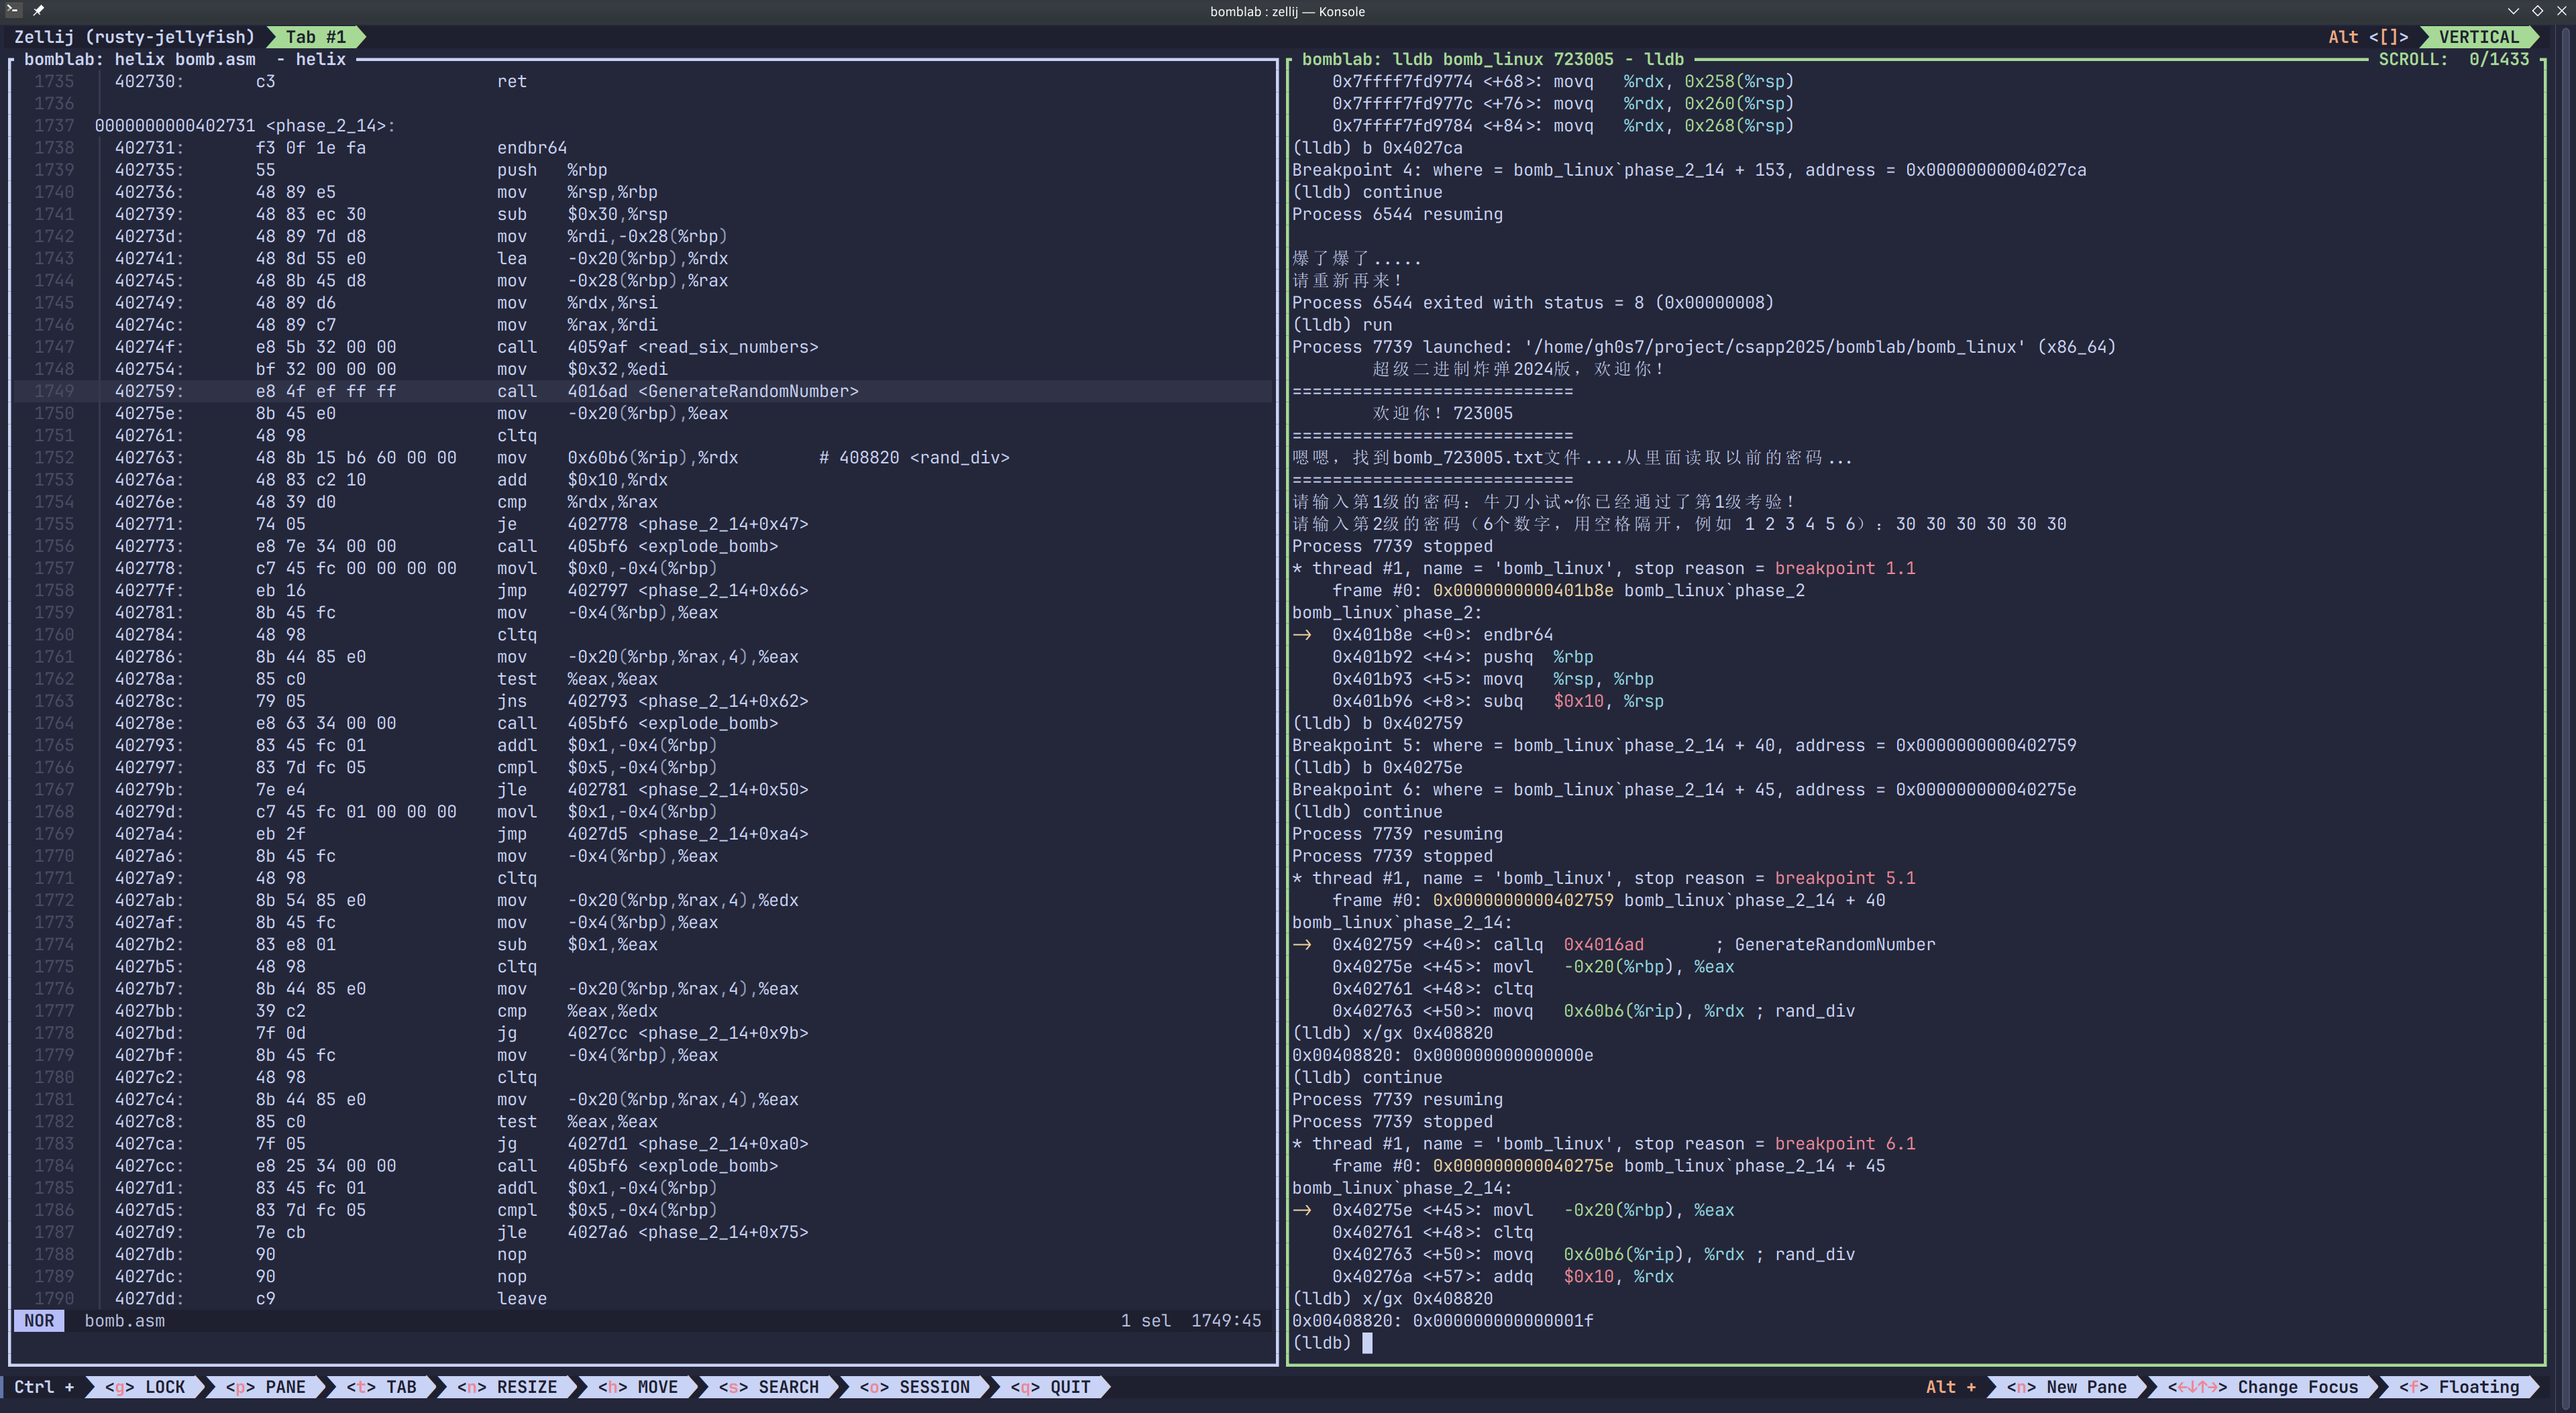 bomblab : zellij — Konsole
Zellij (rusty-jellyfish) Tab #1 Alt <[]> VERTICAL
bomblab: helix bomb.asm - helix
1735 402730: c3 ret
1736
1737 0000000000402731 <phase_2_14>:
1738 402731: f3 0f 1e fa endbr64
1739 402735: 55 push %rbp
1740 402736: 48 89 e5 mov %rsp,%rbp
1741 402739: 48 83 ec 30 sub $0x30,%rsp
1742 40273d: 48 89 7d d8 mov %rdi,-0x28(%rbp)
1743 402741: 48 8d 55 e0 lea -0x20(%rbp),%rdx
1744 402745: 48 8b 45 d8 mov -0x28(%rbp),%rax
1745 402749: 48 89 d6 mov %rdx,%rsi
1746 40274c: 48 89 c7 mov %rax,%rdi
1747 40274f: e8 5b 32 00 00 call 4059af <read_six_numbers>
1748 402754: bf 32 00 00 00 mov $0x32,%edi
1749 402759: e8 4f ef ff ff call 4016ad <GenerateRandomNumber>
1750 40275e: 8b 45 e0 mov -0x20(%rbp),%eax
1751 402761: 48 98 cltq
1752 402763: 48 8b 15 b6 60 00 00 mov 0x60b6(%rip),%rdx # 408820 <rand_div>
1753 40276a: 48 83 c2 10 add $0x10,%rdx
1754 40276e: 48 39 d0 cmp %rdx,%rax
1755 402771: 74 05 je 402778 <phase_2_14+0x47>
1756 402773: e8 7e 34 00 00 call 405bf6 <explode_bomb>
1757 402778: c7 45 fc 00 00 00 00 movl $0x0,-0x4(%rbp)
1758 40277f: eb 16 jmp 402797 <phase_2_14+0x66>
1759 402781: 8b 45 fc mov -0x4(%rbp),%eax
1760 402784: 48 98 cltq
1761 402786: 8b 44 85 e0 mov -0x20(%rbp,%rax,4),%eax
1762 40278a: 85 c0 test %eax,%eax
1763 40278c: 79 05 jns 402793 <phase_2_14+0x62>
1764 40278e: e8 63 34 00 00 call 405bf6 <explode_bomb>
1765 402793: 83 45 fc 01 addl $0x1,-0x4(%rbp)
1766 402797: 83 7d fc 05 cmpl $0x5,-0x4(%rbp)
1767 40279b: 7e e4 jle 402781 <phase_2_14+0x50>
1768 40279d: c7 45 fc 01 00 00 00 movl $0x1,-0x4(%rbp)
1769 4027a4: eb 2f jmp 4027d5 <phase_2_14+0xa4>
1770 4027a6: 8b 45 fc mov -0x4(%rbp),%eax
1771 4027a9: 48 98 cltq
1772 4027ab: 8b 54 85 e0 mov -0x20(%rbp,%rax,4),%edx
1773 4027af: 8b 45 fc mov -0x4(%rbp),%eax
1774 4027b2: 83 e8 01 sub $0x1,%eax
1775 4027b5: 48 98 cltq
1776 4027b7: 8b 44 85 e0 mov -0x20(%rbp,%rax,4),%eax
1777 4027bb: 39 c2 cmp %eax,%edx
1778 4027bd: 7f 0d jg 4027cc <phase_2_14+0x9b>
1779 4027bf: 8b 45 fc mov -0x4(%rbp),%eax
1780 4027c2: 48 98 cltq
1781 4027c4: 8b 44 85 e0 mov -0x20(%rbp,%rax,4),%eax
1782 4027c8: 85 c0 test %eax,%eax
1783 4027ca: 7f 05 jg 4027d1 <phase_2_14+0xa0>
1784 4027cc: e8 25 34 00 00 call 405bf6 <explode_bomb>
1785 4027d1: 83 45 fc 01 addl $0x1,-0x4(%rbp)
1786 4027d5: 83 7d fc 05 cmpl $0x5,-0x4(%rbp)
1787 4027d9: 7e cb jle 4027a6 <phase_2_14+0x75>
1788 4027db: 90 nop
1789 4027dc: 90 nop
1790 4027dd: c9 leave
NOR bomb.asm 1 sel 1749:45
bomblab: lldb bomb_linux 723005 - lldb SCROLL: 0/1433
0x7ffff7fd9774 <+68>: movq %rdx, 0x258(%rsp)
0x7ffff7fd977c <+76>: movq %rdx, 0x260(%rsp)
0x7ffff7fd9784 <+84>: movq %rdx, 0x268(%rsp)
(lldb) b 0x4027ca
Breakpoint 4: where = bomb_linux`phase_2_14 + 153, address = 0x00000000004027ca
(lldb) continue
Process 6544 resuming
爆了爆了.....
请重新再来！
Process 6544 exited with status = 8 (0x00000008)
(lldb) run
Process 7739 launched: '/home/gh0s7/project/csapp2025/bomblab/bomb_linux' (x86_64)
超级二进制炸弹2024版，欢迎你！
============================
欢迎你！723005
============================
嗯嗯，找到bomb_723005.txt文件....从里面读取以前的密码...
============================
请输入第1级的密码：牛刀小试~你已经通过了第1级考验！
请输入第2级的密码（6个数字，用空格隔开，例如 1 2 3 4 5 6）：30 30 30 30 30 30
Process 7739 stopped
* thread #1, name = 'bomb_linux', stop reason = breakpoint 1.1
frame #0: 0x0000000000401b8e bomb_linux`phase_2
bomb_linux`phase_2:
-> 0x401b8e <+0>: endbr64
0x401b92 <+4>: pushq %rbp
0x401b93 <+5>: movq %rsp, %rbp
0x401b96 <+8>: subq $0x10, %rsp
(lldb) b 0x402759
Breakpoint 5: where = bomb_linux`phase_2_14 + 40, address = 0x0000000000402759
(lldb) b 0x40275e
Breakpoint 6: where = bomb_linux`phase_2_14 + 45, address = 0x000000000040275e
(lldb) continue
Process 7739 resuming
Process 7739 stopped
* thread #1, name = 'bomb_linux', stop reason = breakpoint 5.1
frame #0: 0x0000000000402759 bomb_linux`phase_2_14 + 40
bomb_linux`phase_2_14:
-> 0x402759 <+40>: callq 0x4016ad ; GenerateRandomNumber
0x40275e <+45>: movl -0x20(%rbp), %eax
0x402761 <+48>: cltq
0x402763 <+50>: movq 0x60b6(%rip), %rdx ; rand_div
(lldb) x/gx 0x408820
0x00408820: 0x000000000000000e
(lldb) continue
Process 7739 resuming
Process 7739 stopped
* thread #1, name = 'bomb_linux', stop reason = breakpoint 6.1
frame #0: 0x000000000040275e bomb_linux`phase_2_14 + 45
bomb_linux`phase_2_14:
-> 0x40275e <+45>: movl -0x20(%rbp), %eax
0x402761 <+48>: cltq
0x402763 <+50>: movq 0x60b6(%rip), %rdx ; rand_div
0x40276a <+57>: addq $0x10, %rdx
(lldb) x/gx 0x408820
0x00408820: 0x000000000000001f
(lldb)
Ctrl + <g> LOCK <p> PANE <t> TAB <n> RESIZE <h> MOVE <s> SEARCH <o> SESSION <q> QUIT Alt + <n> New Pane <←↓↑→> Change Focus <f> Floating